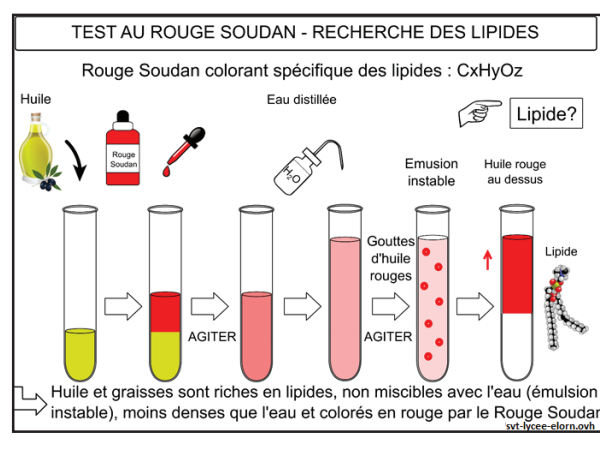 TEST AU ROUGE SOUDAN - RECHERCHE DES LIPIDES
Rouge Soudan colorant spécifique des lipides : CxHyOz
Huile
Rouge
Soudan
Eau distillée
H2O
Lipide?
Emusion
instable
Huile rouge
au dessus
Gouttes
d'huile
rouges
Lipide
AGITER
AGITER
Huile et graisses sont riches en lipides, non miscibles avec l'eau (émulsion
instable), moins denses que l'eau et colorés en rouge par le Rouge Soudan
svt-lycee-elorn.ovh